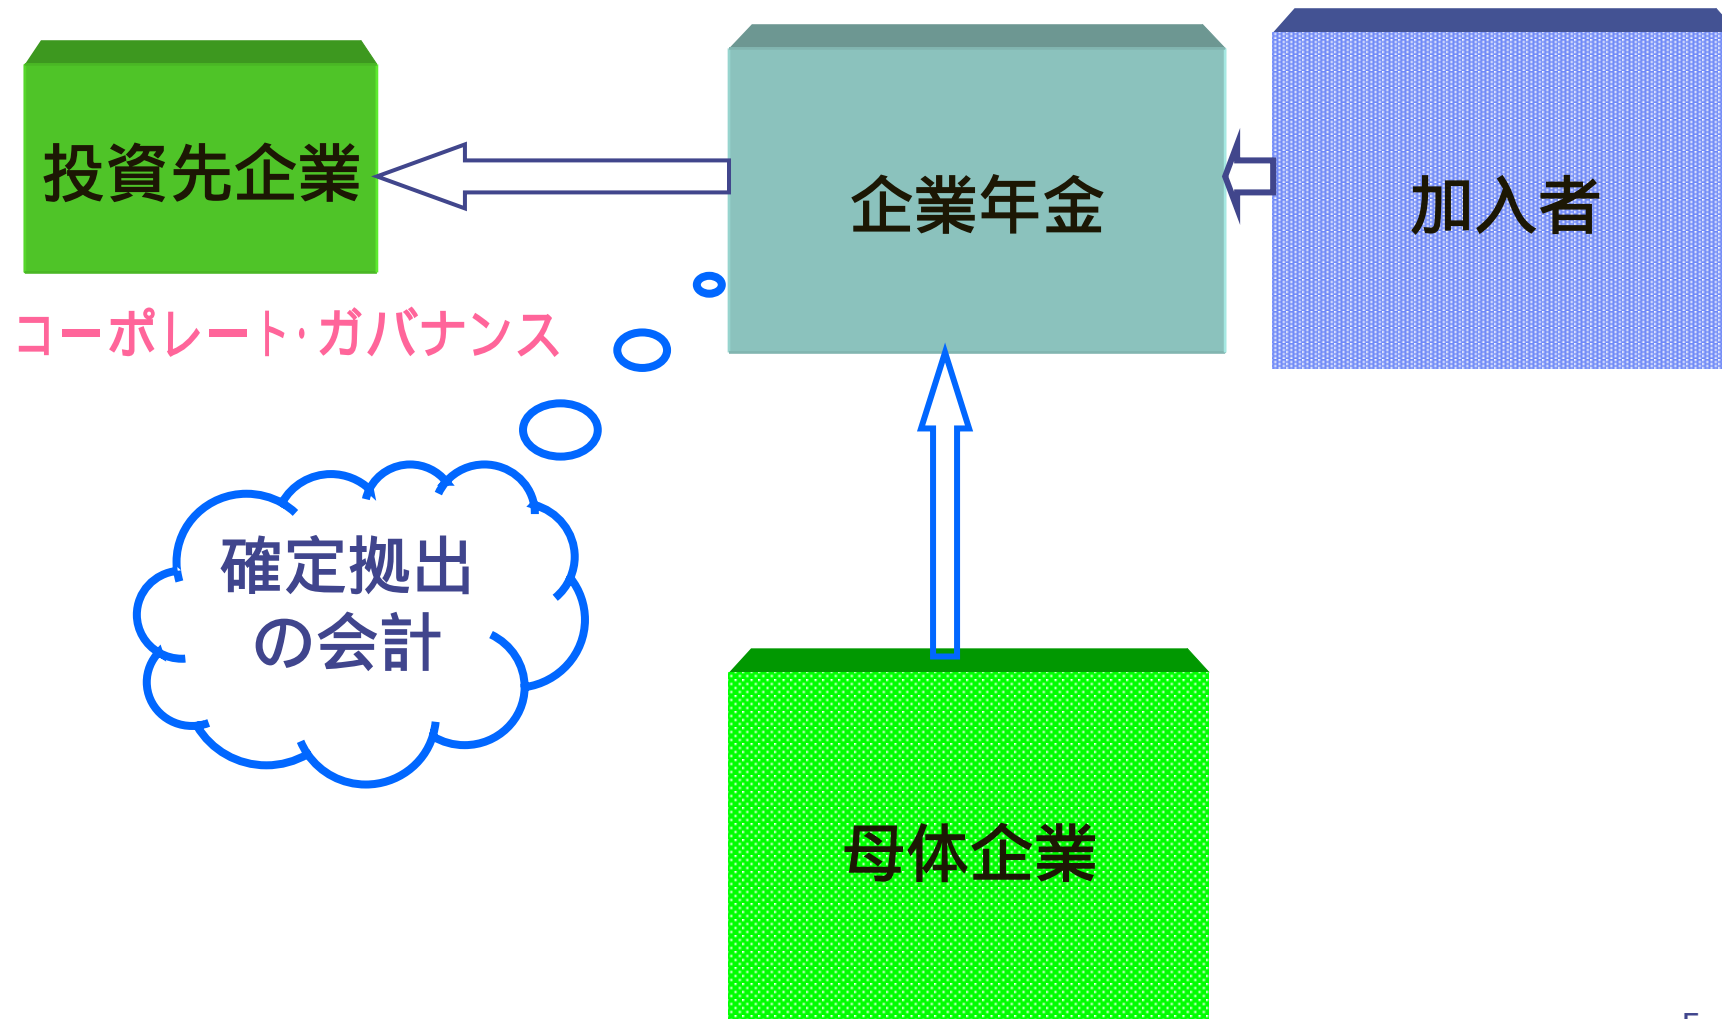 投資先企業
企業年金
加入者
コーポレート・ガバナンス
確定拠出
の会計
母体企業